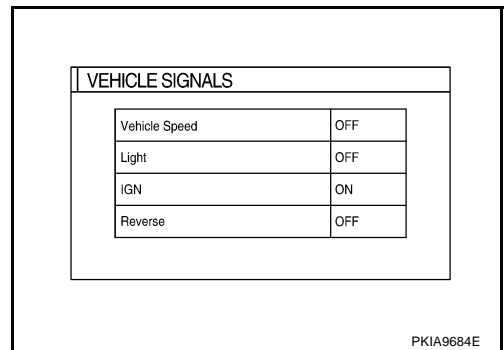 VEHICLE SIGNALS
Vehicle Speed OFF
Light OFF
IGN ON
Reverse OFF
PKIA9684E